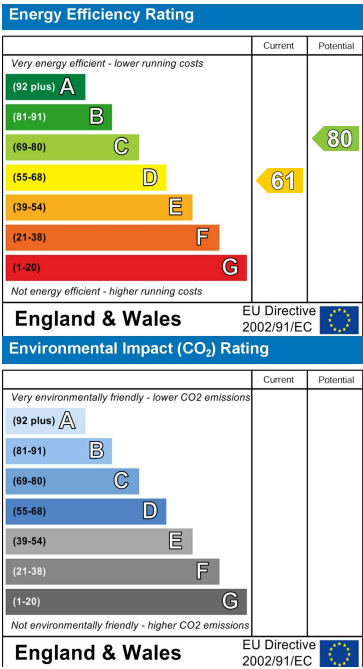 Energy Efficiency Rating
Current Potential
Very energy efficient - lower running costs
(92 plus) A
(81-91) B
(69-80) C
(55-68) D
(39-54) E
(21-38) F
(1-20) G
61
80
Not energy efficient - higher running costs
England & Wales
EU Directive
2002/91/EC
Environmental Impact (CO₂) Rating
Current Potential
Very environmentally friendly - lower CO2 emissions
(92 plus) A
(81-91) B
(69-80) C
(55-68) D
(39-54) E
(21-38) F
(1-20) G
Not environmentally friendly - higher CO2 emissions
England & Wales
EU Directive
2002/91/EC